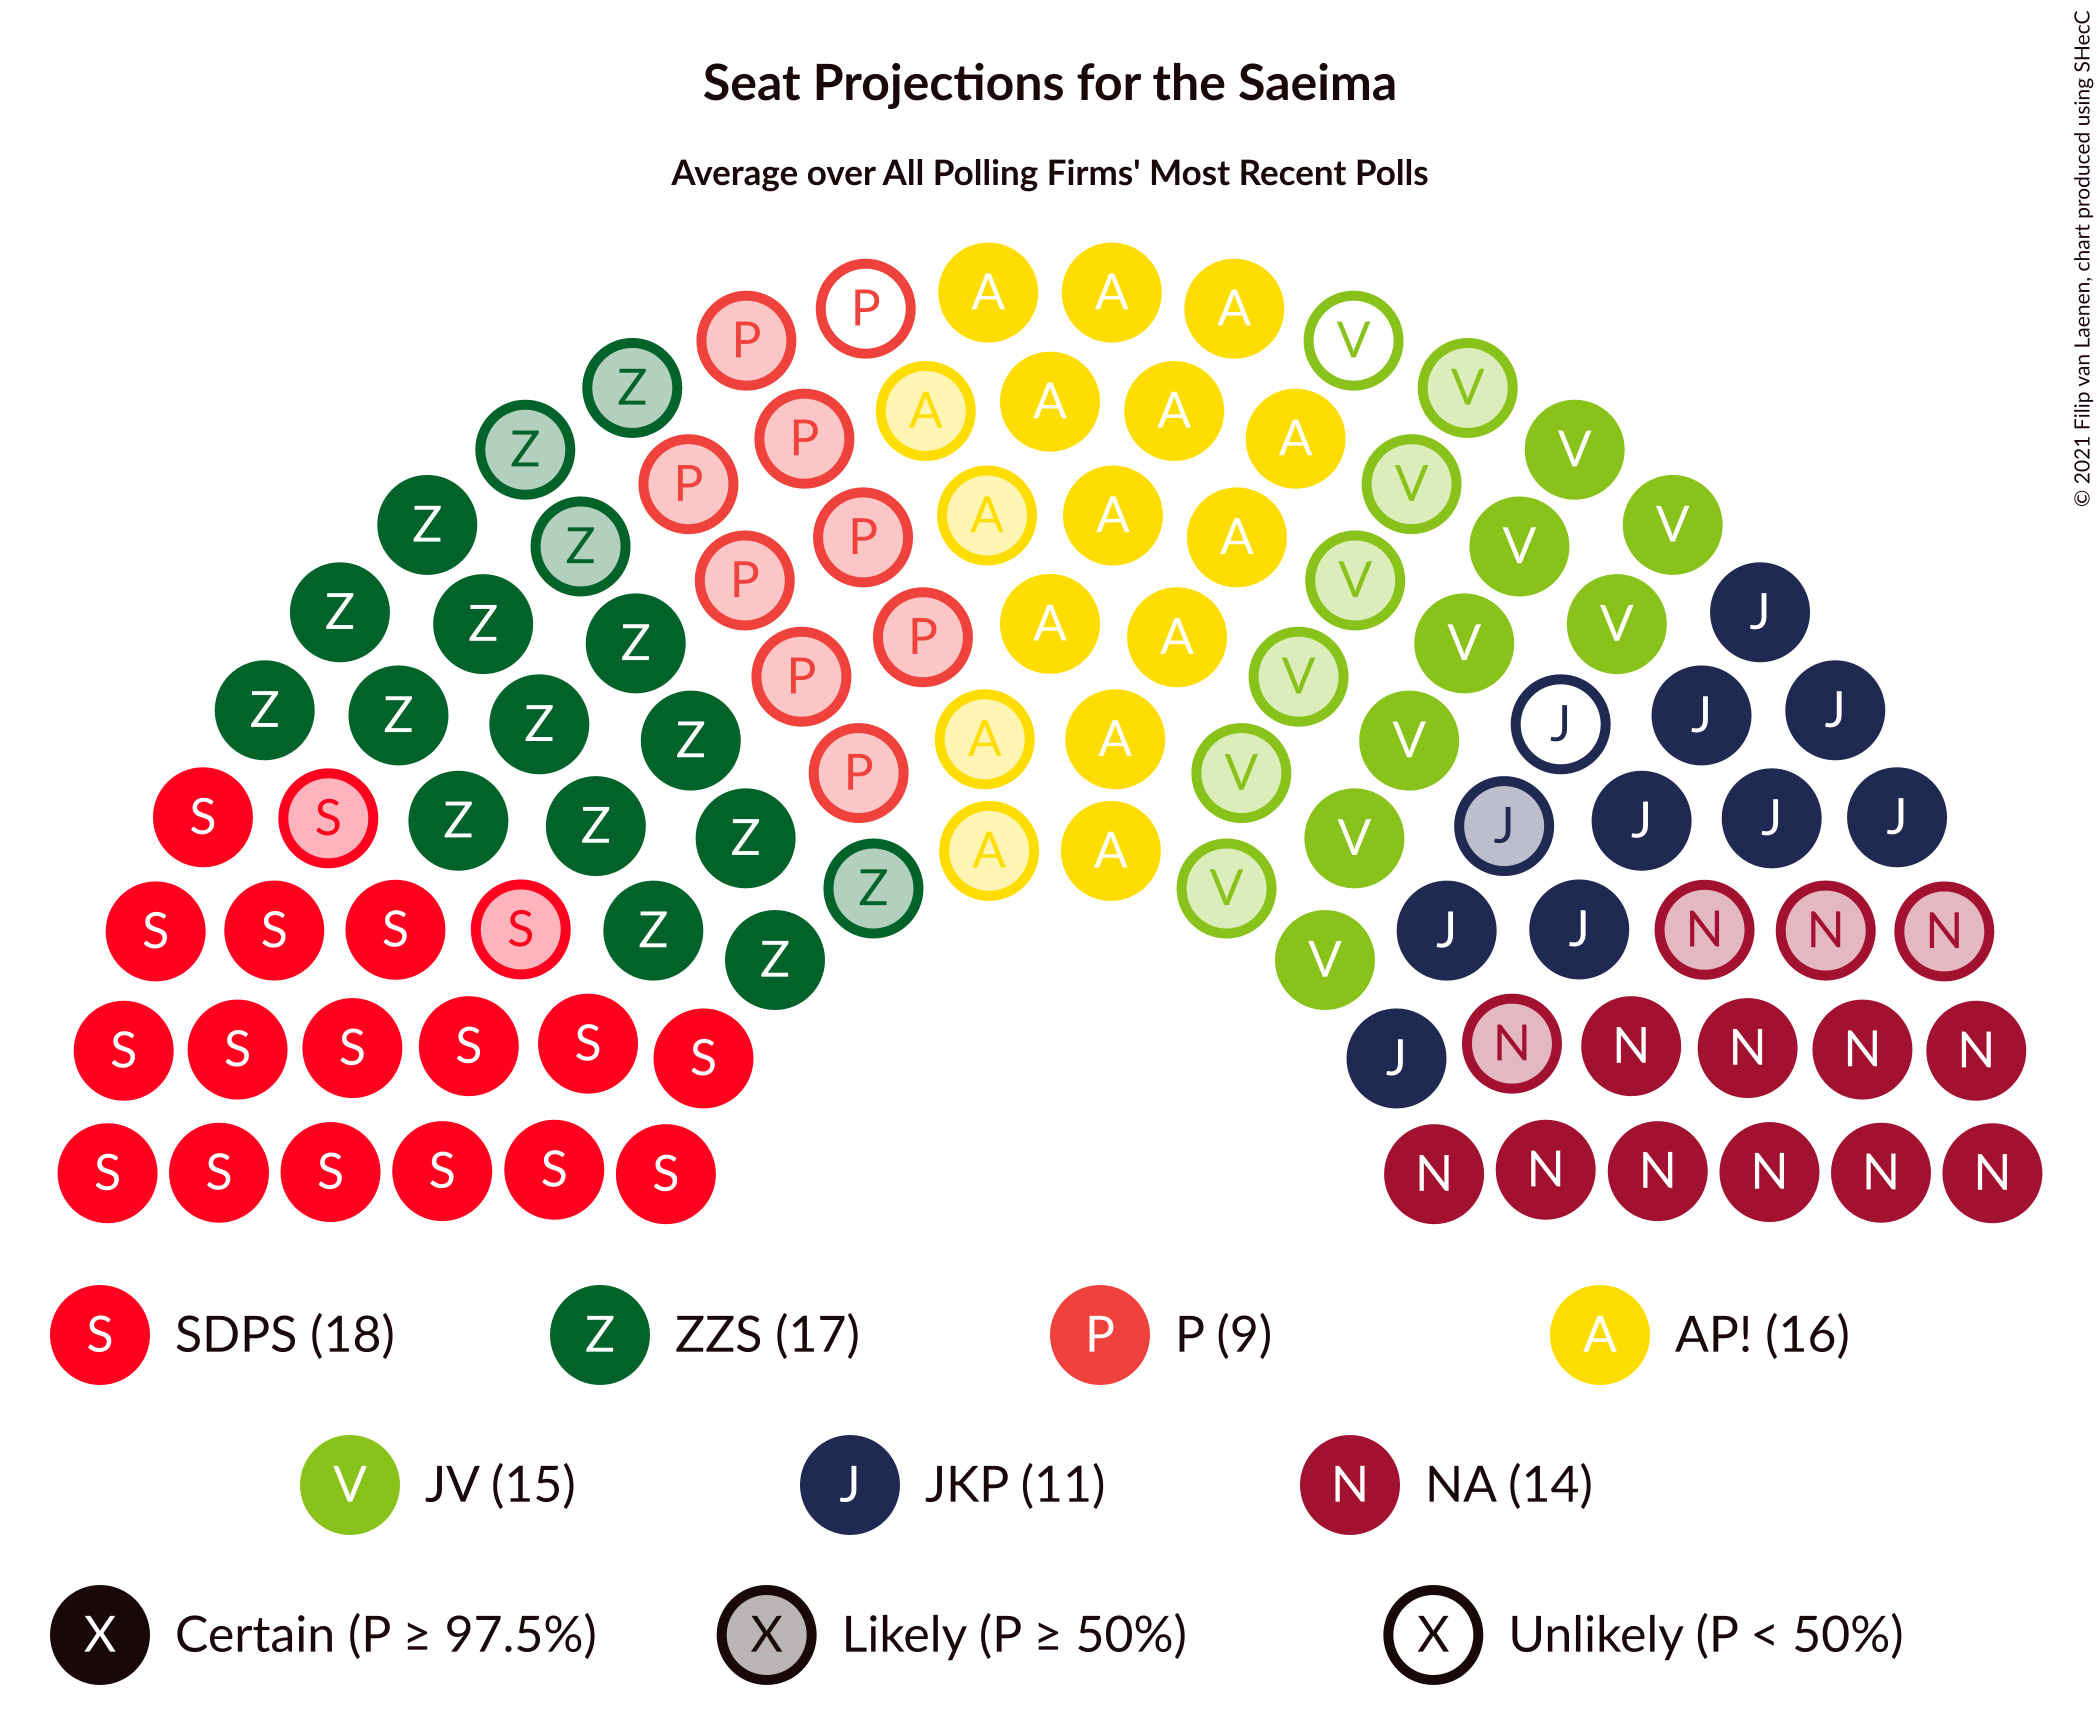 © 2021 Filip van Laenen, chart produced using SHecC
Seat Projections for the Saeima
Average over All Polling Firms' Most Recent Polls
P P A A A V
Z P A A A A V
Z P P A A A V V
Z Z P V V V
Z Z Z P A A V V J
Z Z Z Z P A A V V J J J
S S Z Z Z P A A V V J J J J
S S S S Z Z Z V V J J N N N
S S S S S S J N N N N N
S S S S S S N N N N N N
S SDPS (18) Z ZZS (17) P P (9) A AP! (16)
V JV (15) J JKP (11) N NA (14)
X Certain (P ≥ 97.5%) X Likely (P ≥ 50%) X Unlikely (P < 50%)